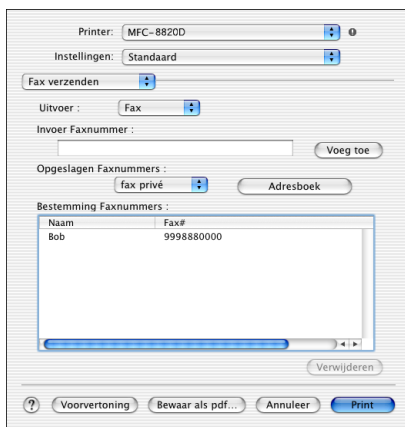 Printer: MFC-8820D
Instellingen: Standaard
Fax verzenden
Uitvoer : Fax
Invoer Faxnummer :
Voeg toe
Opgeslagen Faxnummers :
fax privé Adresboek
Bestemming Faxnummers :
Naam Fax#
Bob 9998880000
Verwijderen
? Voorvertoning Bewaar als pdf... Annuleer Print